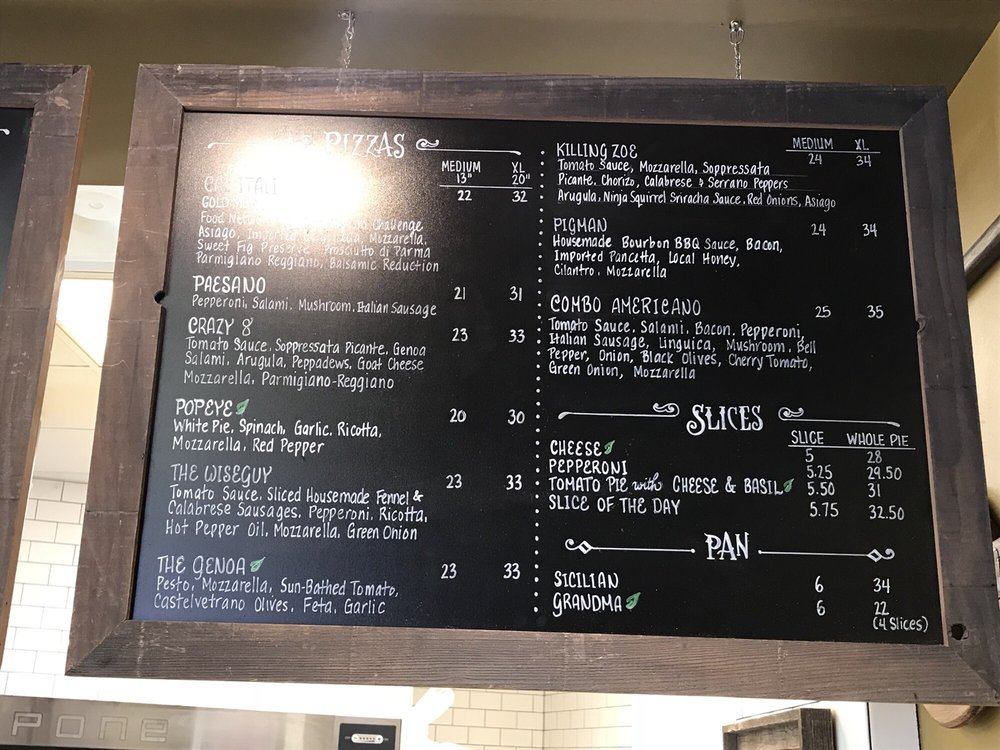 PIZZAS
MEDIUM XL
13" 20"
CAL ITALI
22 32
GOLD
Food Challenge
Asiago, Mozzarella,
Sweet Fig Preserve, Prosciutto di Parma
Parmigiano Reggiano, Balsamic Reduction
PAESANO 21 31
Pepperoni, Salami, Mushroom, Italian Sausage
CRAZY 8' 23 33
Tomato Sauce, Soppressata Picante, Genoa
Salami, Arugula, Peppadews, Goat Cheese
Mozzarella, Parmigiano-Reggiano
POPEYE 20 30
White Pie, Spinach, Garlic, Ricotta,
Mozzarella, Red Pepper
THE WISEGUY 23 33
Tomato Sauce, Sliced Housemade Fennel &
Calabrese Sausages, Pepperoni, Ricotta,
Hot Pepper Oil, Mozzarella, Green Onion
THE GENOA 23 33
Pesto, Mozzarella, Sun-Bathed Tomato,
Castelvetrano Olives, Feta, Garlic
MEDIUM XL
KILLING ZOE 24 34
Tomato Sauce, Mozzarella, Soppressata
Picante, Chorizo, Calabrese & Serrano Peppers
Arugula, Ninja Squirrel Sriracha Sauce, Red Onions, Asiago
PIGMAN 24 34
Housemade Bourbon BBQ Sauce, Bacon,
Imported Pancetta, Local Honey,
Cilantro, Mozzarella
COMBO AMERICANO 25 35
Tomato Sauce, Salami, Bacon, Pepperoni,
Italian Sausage, Linguica, Mushroom, Bell
Pepper, Onion, Black Olives, Cherry Tomato,
Green Onion, Mozzarella
SLICES
SLICE WHOLE PIE
CHEESE 5 28
PEPPERONI 5.25 29.50
TOMATO PIE with CHEESE & BASIL 5.50 31
SLICE OF THE DAY 5.75 32.50
PAN
SICILIAN 6 34
GRANDMA 6 22
(4 Slices)